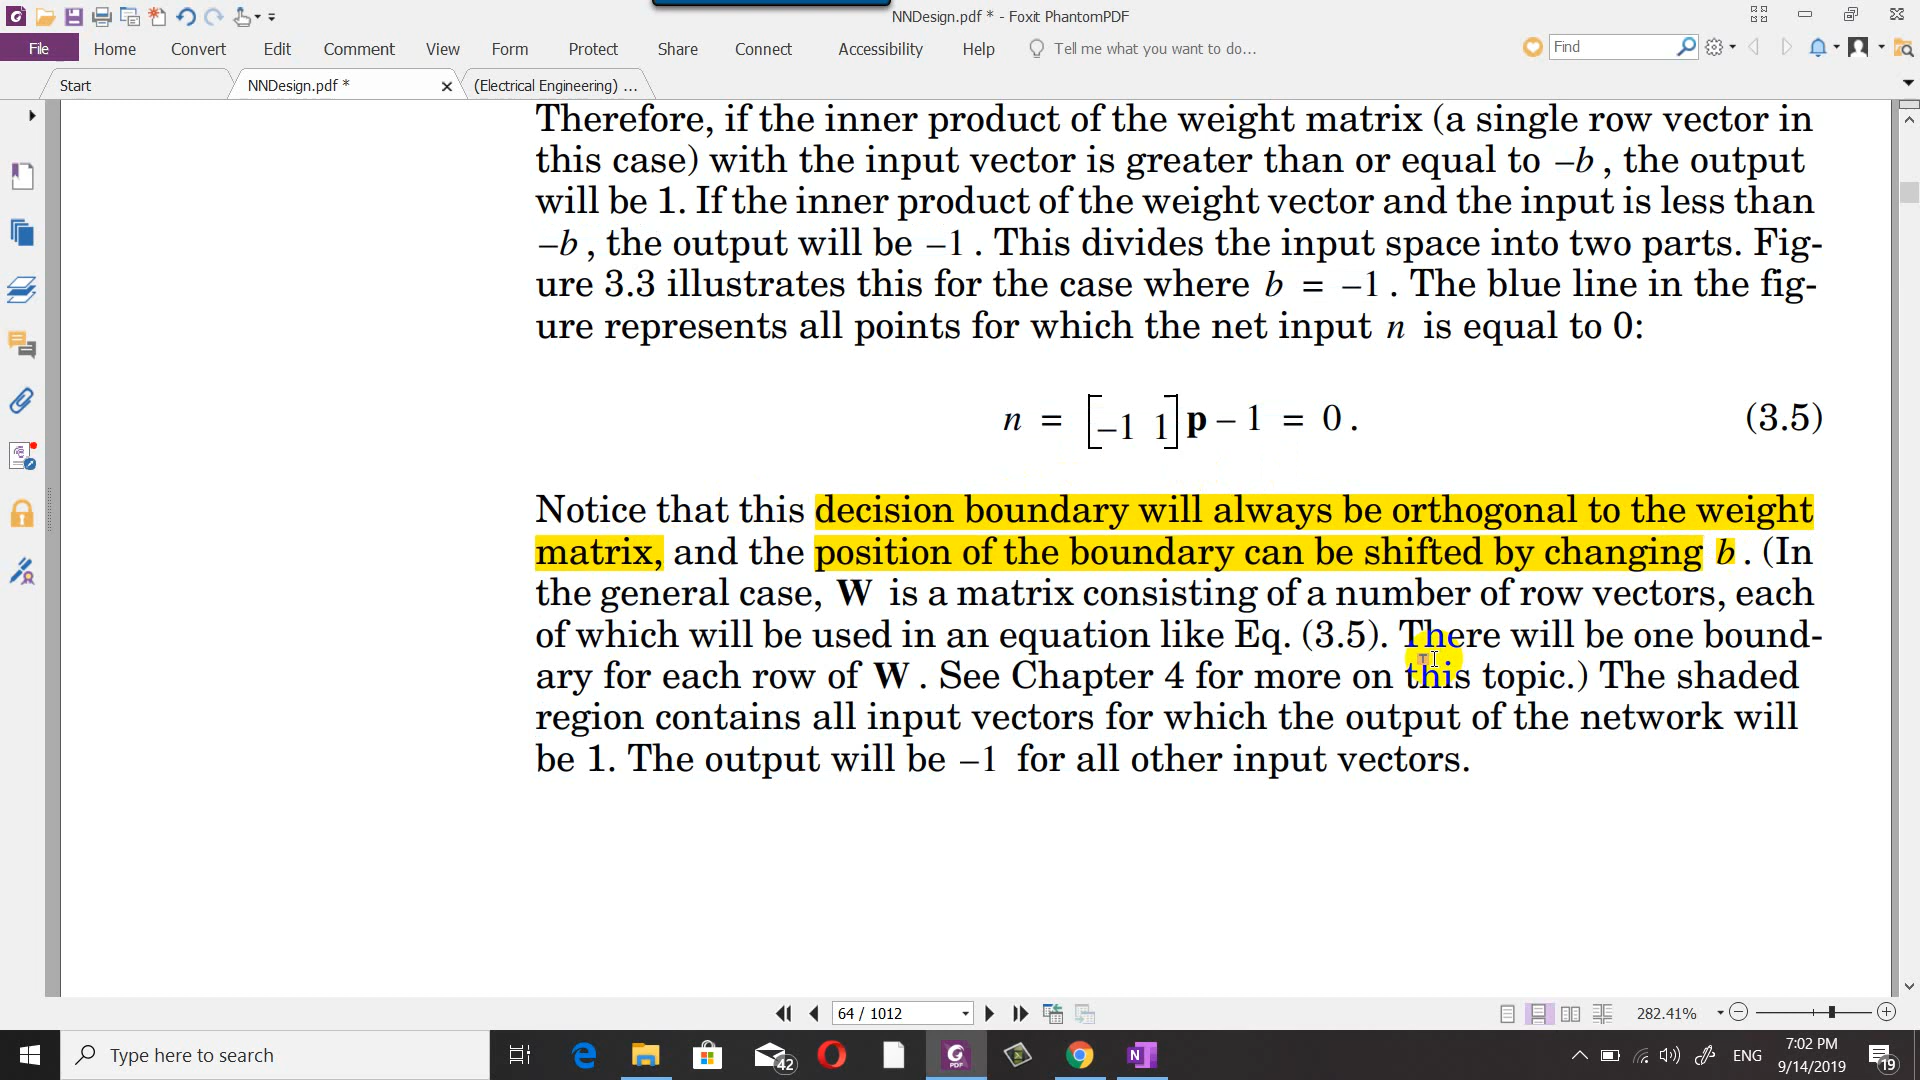 NNDesign.pdf * - Foxit PhantomPDF
File Home Convert Edit Comment View Form Protect Share Connect Accessibility Help Tell me what you want to do... Find
Start NNDesign.pdf * (Electrical Engineering) ...
Therefore, if the inner product of the weight matrix (a single row vector in
this case) with the input vector is greater than or equal to –b, the output
will be 1. If the inner product of the weight vector and the input is less than
–b, the output will be –1. This divides the input space into two parts. Fig-
ure 3.3 illustrates this for the case where b = –1. The blue line in the fig-
ure represents all points for which the net input n is equal to 0:
n = [–1 1]p – 1 = 0. (3.5)
Notice that this decision boundary will always be orthogonal to the weight
matrix, and the position of the boundary can be shifted by changing b. (In
the general case, W is a matrix consisting of a number of row vectors, each
of which will be used in an equation like Eq. (3.5). There will be one bound-
ary for each row of W. See Chapter 4 for more on this topic.) The shaded
region contains all input vectors for which the output of the network will
be 1. The output will be –1 for all other input vectors.
64 / 1012 282.41%
Type here to search 42 ENG 7:02 PM 19
9/14/2019